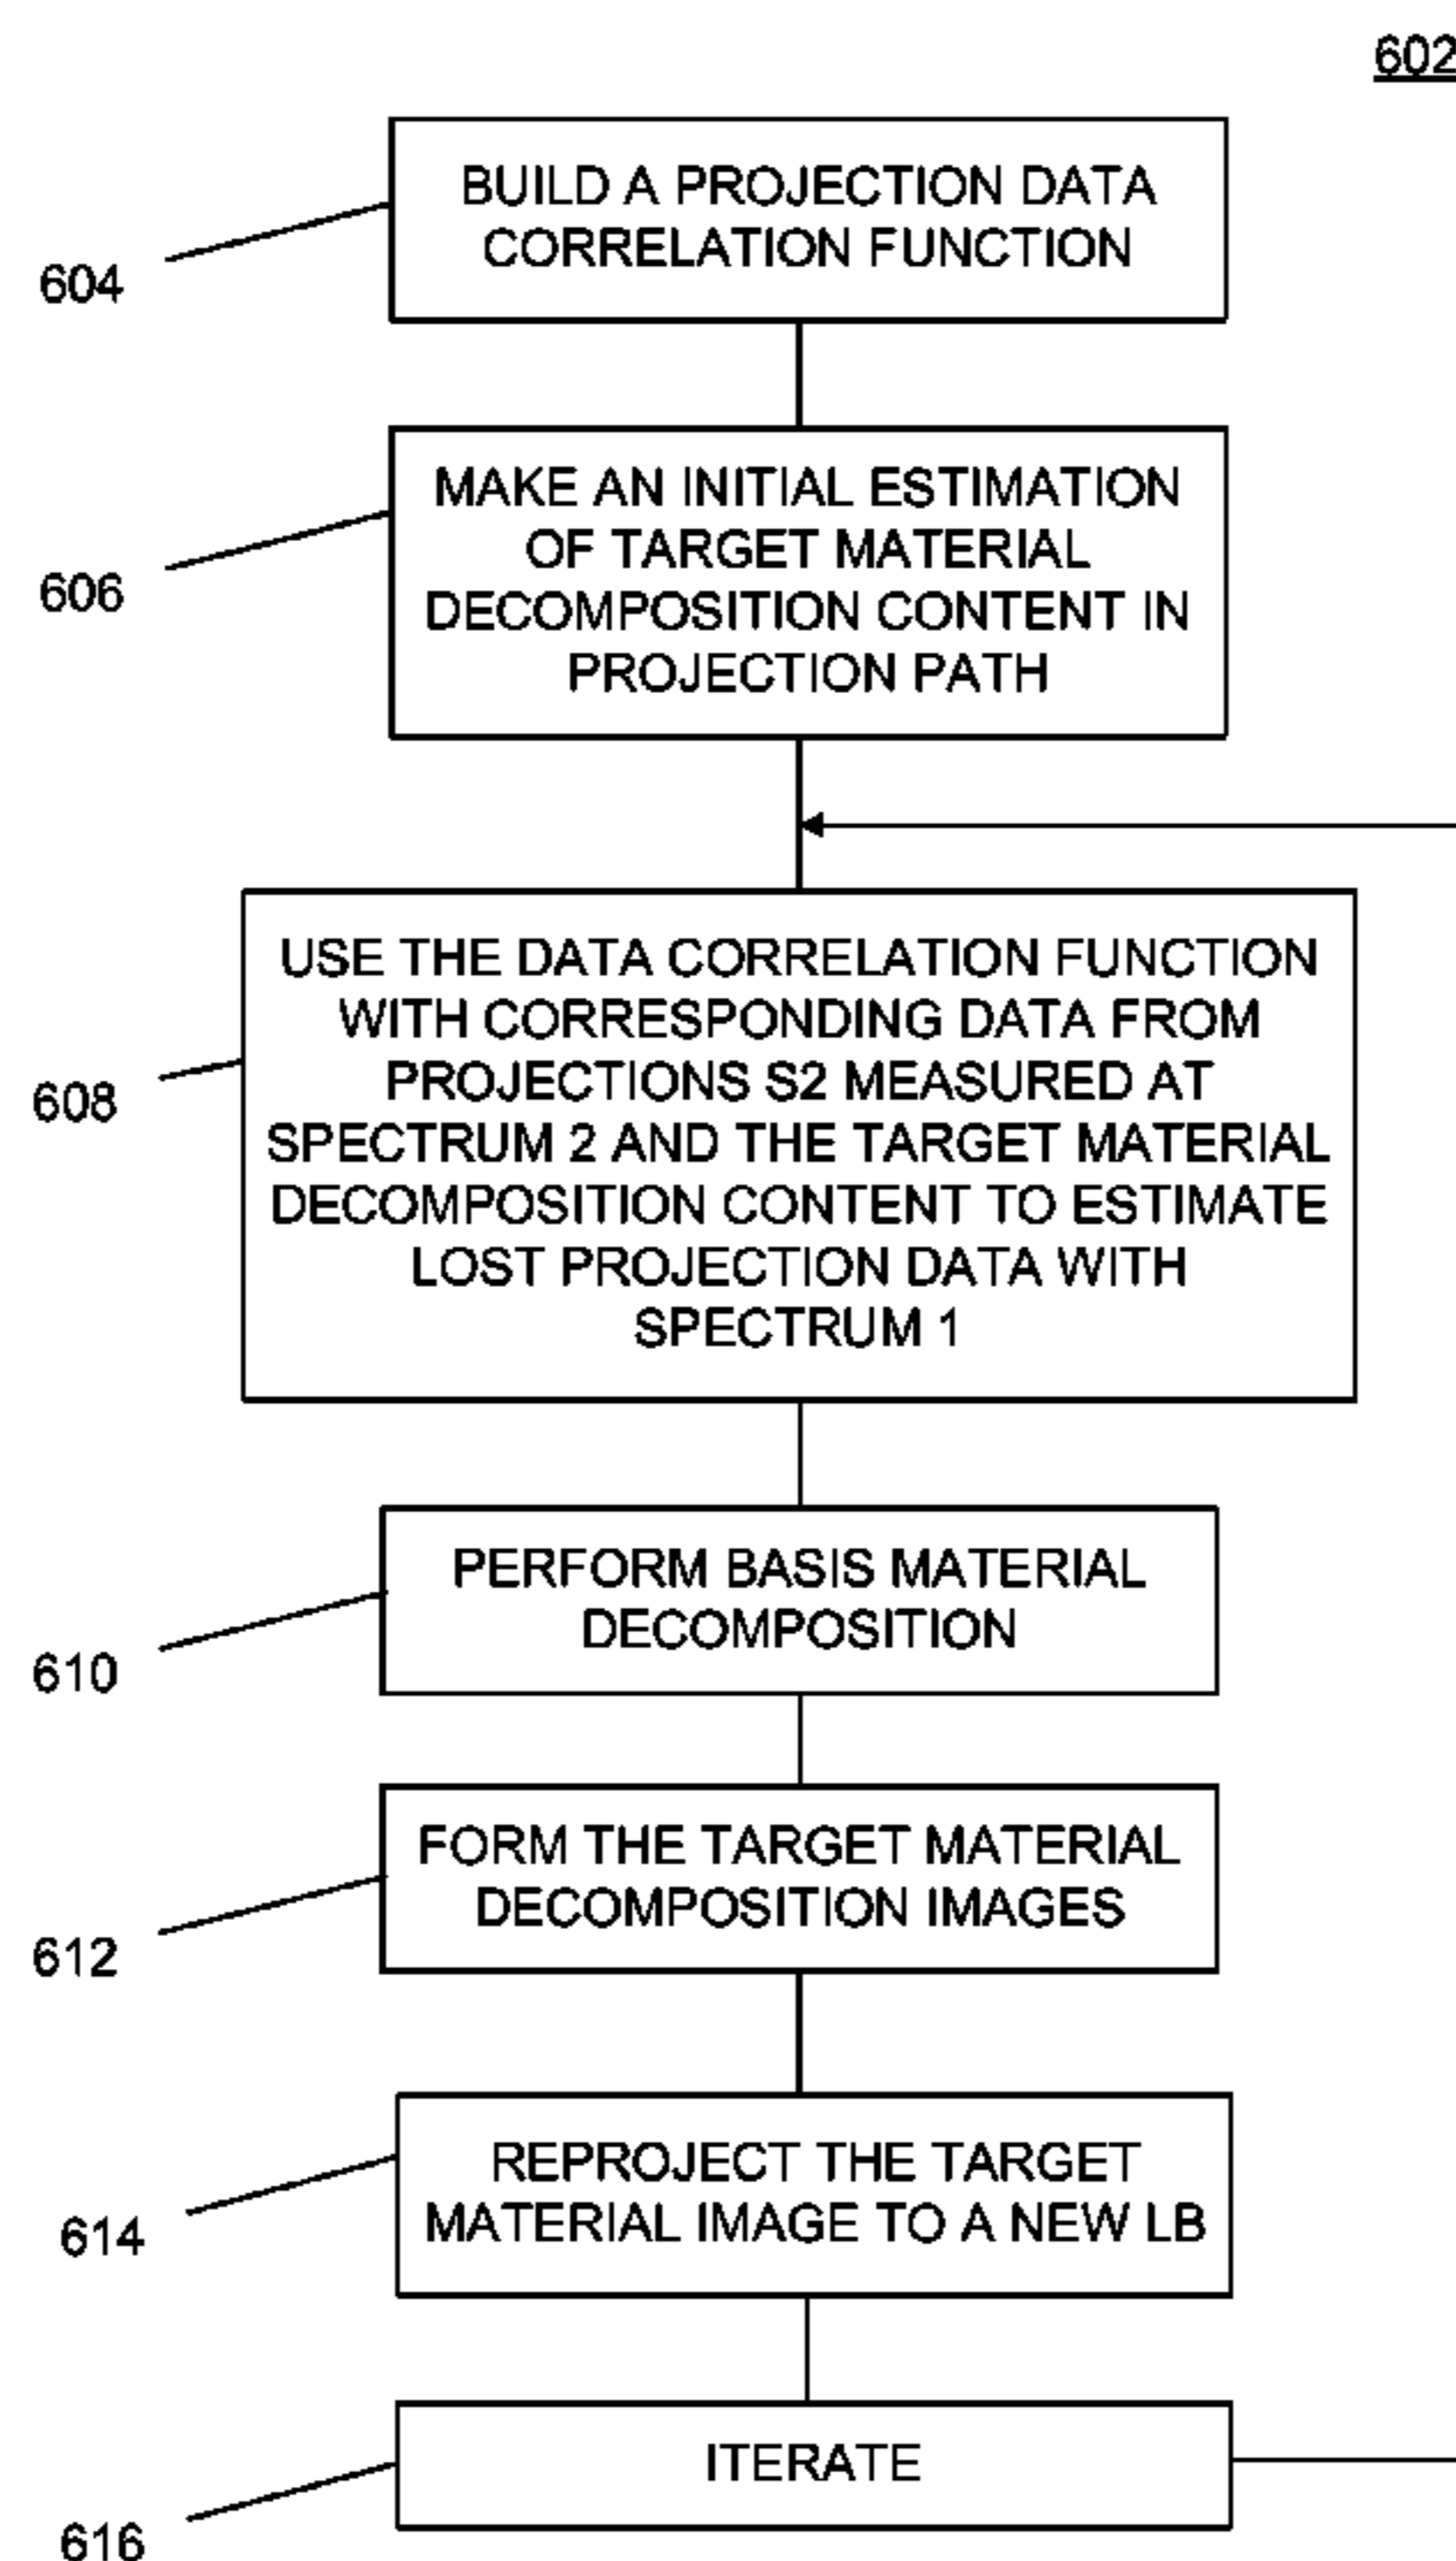 602
BUILD A PROJECTION DATA
CORRELATION FUNCTION
604
MAKE AN INITIAL ESTIMATION
OF TARGET MATERIAL
DECOMPOSITION CONTENT IN
PROJECTION PATH
606
USE THE DATA CORRELATION FUNCTION
WITH CORRESPONDING DATA FROM
PROJECTIONS S2 MEASURED AT
SPECTRUM 2 AND THE TARGET MATERIAL
DECOMPOSITION CONTENT TO ESTIMATE
LOST PROJECTION DATA WITH
SPECTRUM 1
608
PERFORM BASIS MATERIAL
DECOMPOSITION
610
FORM THE TARGET MATERIAL
DECOMPOSITION IMAGES
612
REPROJECT THE TARGET
MATERIAL IMAGE TO A NEW LB
614
ITERATE
616